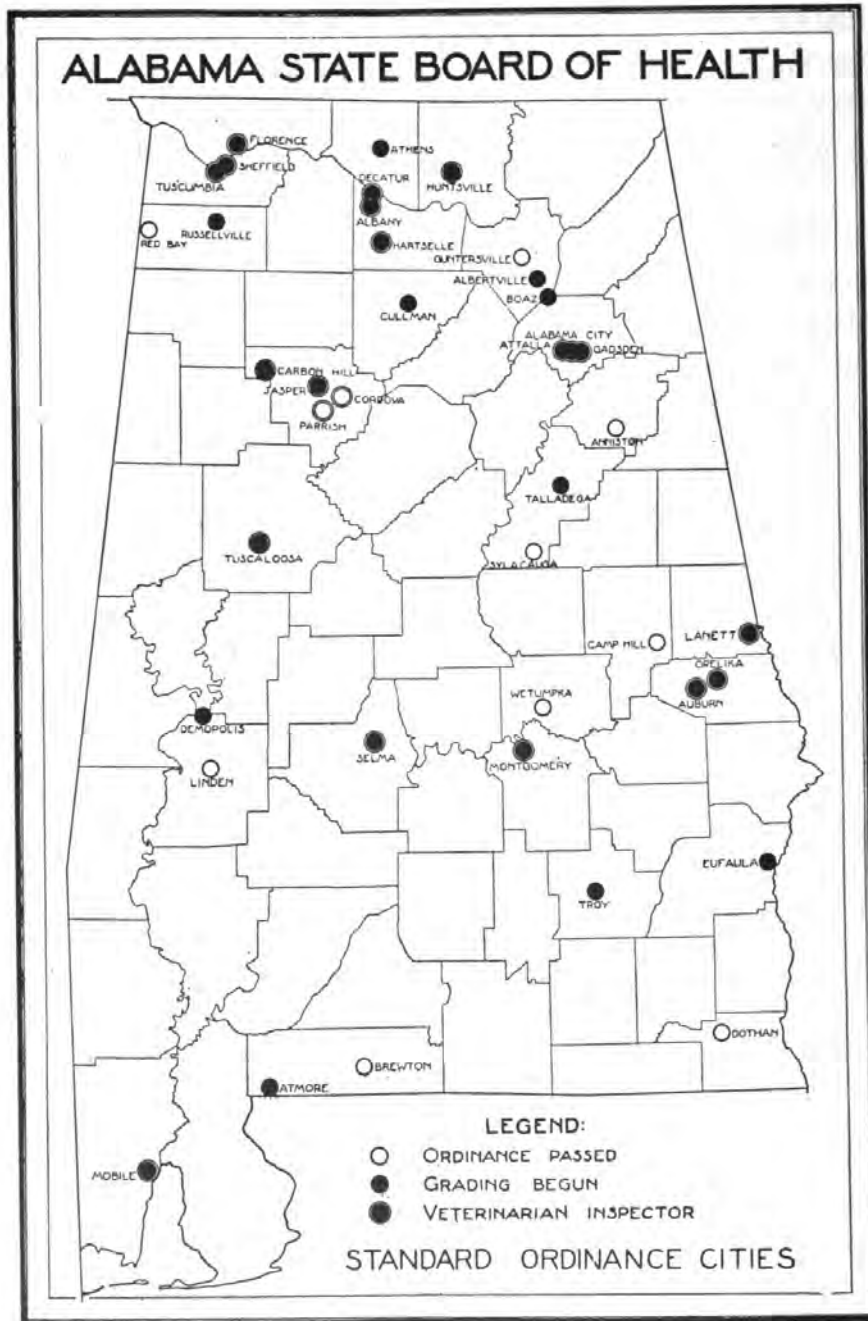 ALABAMA STATE BOARD OF HEALTH
FLORENCE
SHEFFIELD
TUSCUMBIA
ATHENS
HUNTSVILLE
DECATUR
ALBANY
RUSSELLVILLE
RED BAY
HARTSELLE
GUNTERSVILLE
ALBERTVILLE
BOAZ
CULLMAN
ALABAMA CITY
ATTALLA
GADSDEN
CARBON HILL
JASPER
CORDOVA
PARRISH
ANNISTON
TALLADEGA
TUSCALOOSA
SYLACAUGA
CAMP HILL
LANETT
OPELIKA
AUBURN
WETUMPKA
DEMOPOLIS
SELMA
MONTGOMERY
LINDEN
EUFAULA
TROY
DOTHAN
BREWTON
ATMORE
MOBILE
LEGEND:
ORDINANCE PASSED
GRADING BEGUN
VETERINARIAN INSPECTOR
STANDARD ORDINANCE CITIES